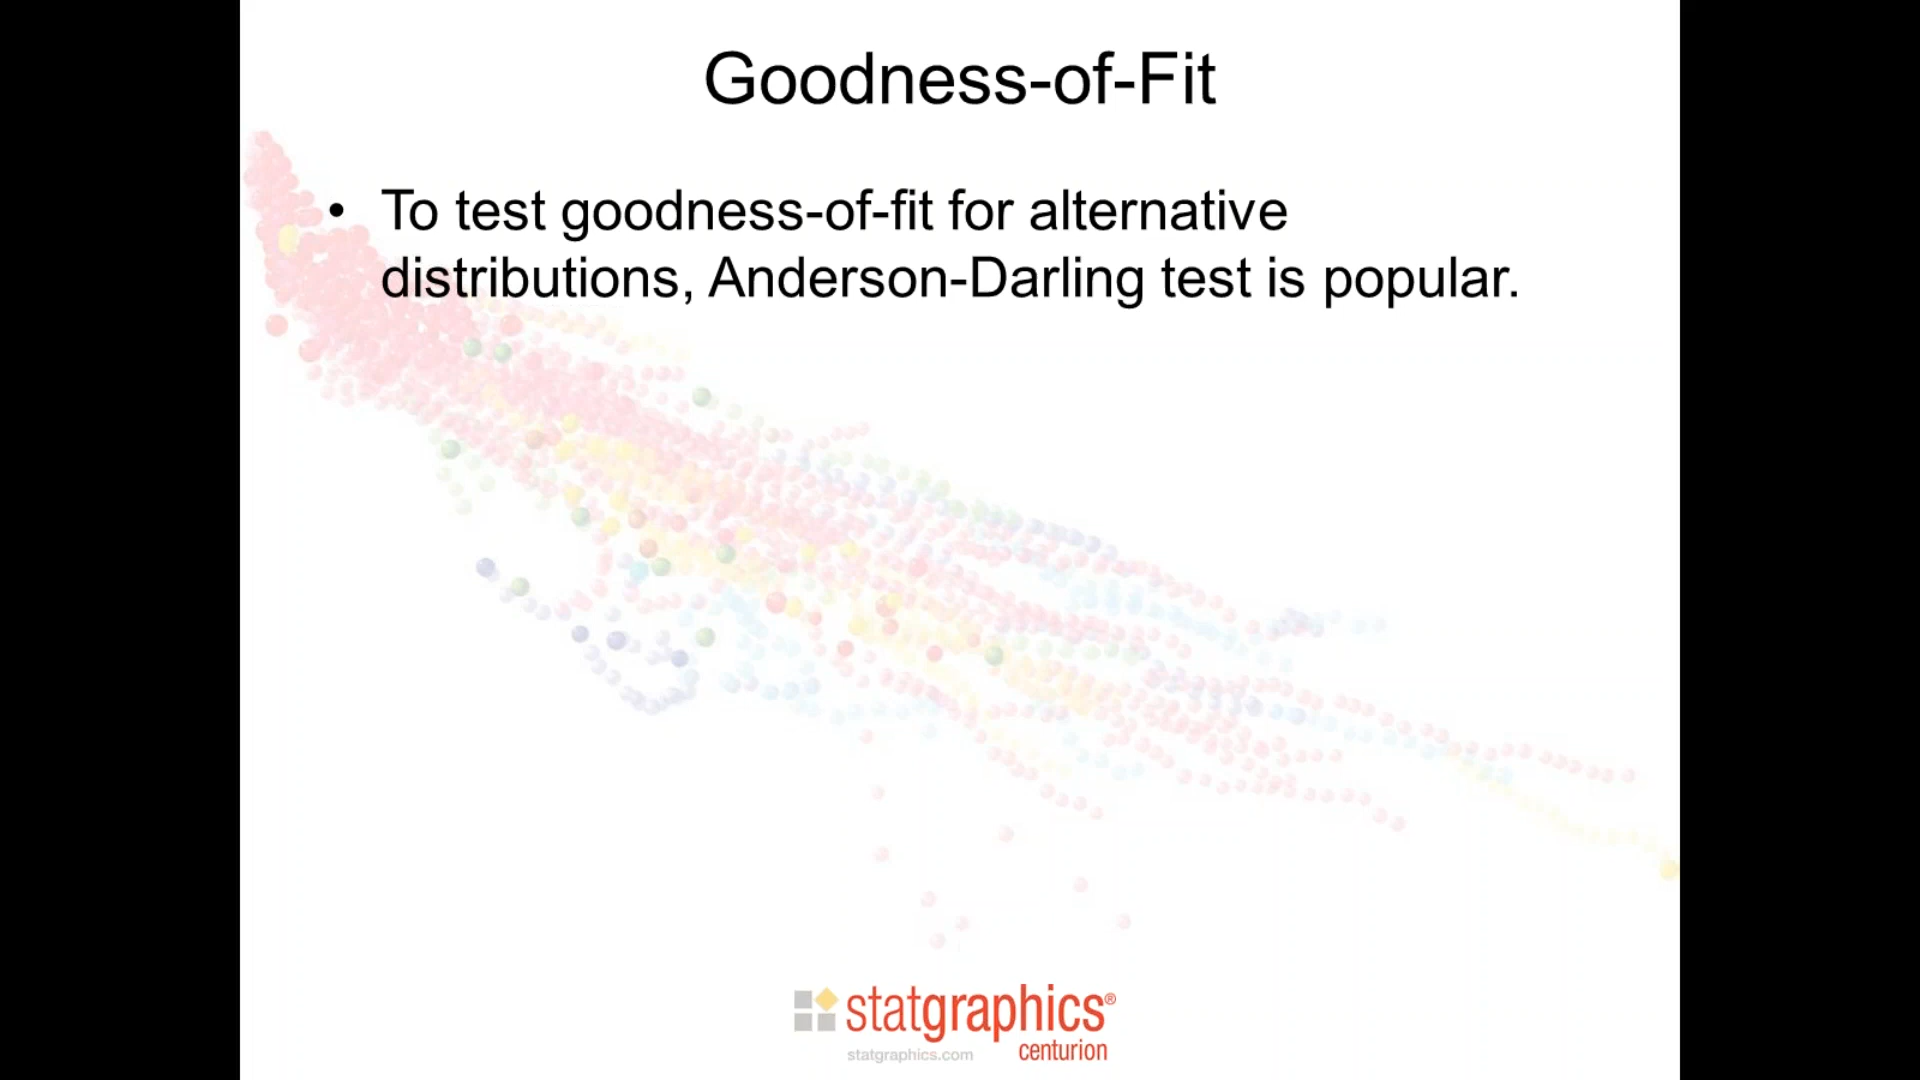 Goodness-of-Fit
• To test goodness-of-fit for alternative
distributions, Anderson-Darling test is popular.
statgraphics®
centurion
statgraphics.com